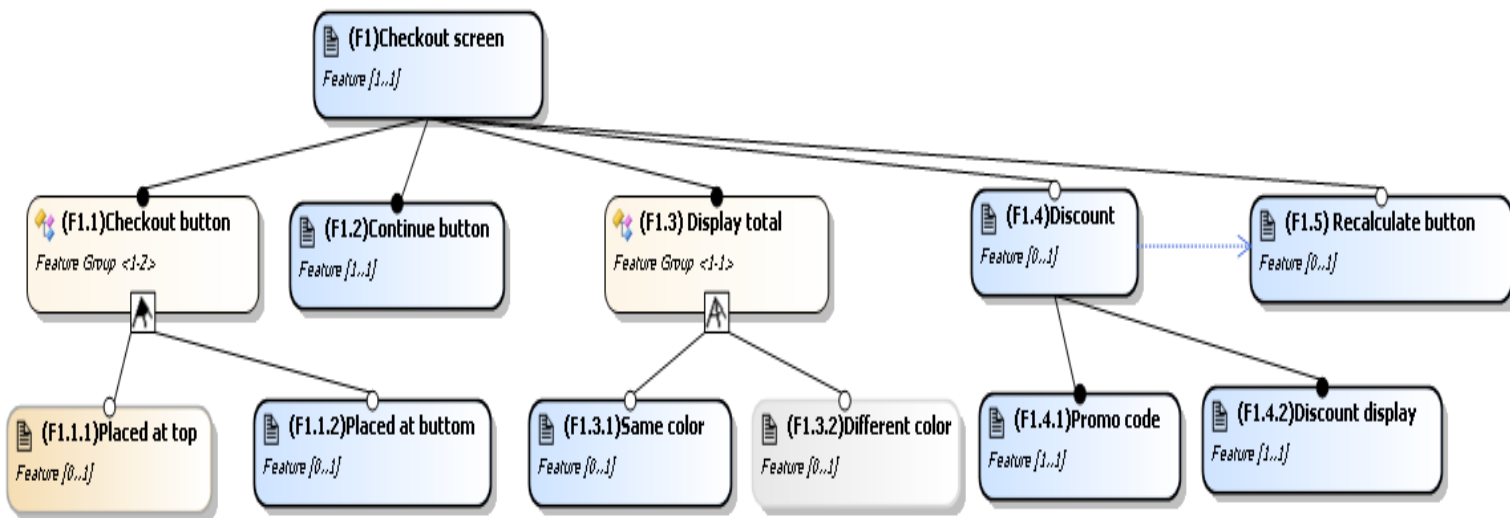 (F1)Checkout screen
Feature [1..1]
(F1.1)Checkout button
Feature Group <1-2>
(F1.2)Continue button
Feature [1..1]
(F1.3) Display total
Feature Group <1-1>
(F1.4)Discount
Feature [0..1]
(F1.5) Recalculate button
Feature [0..1]
(F1.1.1)Placed at top
Feature [0..1]
(F1.1.2)Placed at buttom
Feature [0..1]
(F1.3.1)Same color
Feature [0..1]
(F1.3.2)Different color
Feature [0..1]
(F1.4.1)Promo code
Feature [1..1]
(F1.4.2)Discount display
Feature [1..1]